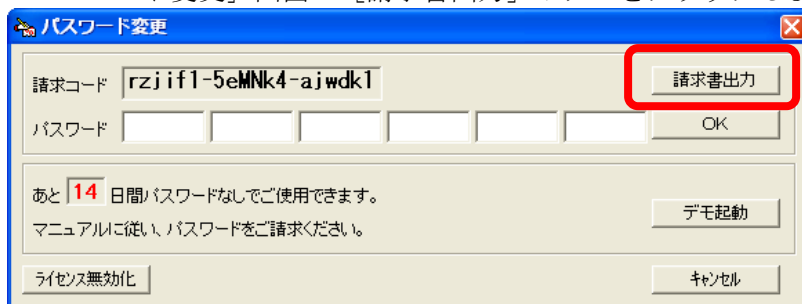 パスワード変更
請求コード rzjif1-5eMNk4-ajwdk1 請求書出力
パスワード OK
あと 14 日間パスワードなしでご使用できます。
マニュアルに従い、パスワードをご請求ください。
デモ起動
ライセンス無効化 キャンセル